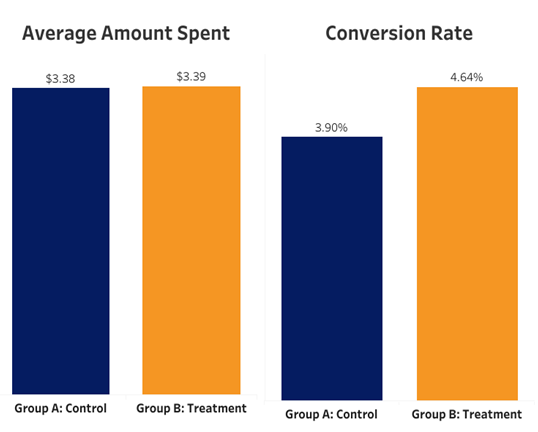 Average Amount Spent
$3.38
$3.39
Group A: Control
Group B: Treatment
Conversion Rate
3.90%
4.64%
Group A: Control
Group B: Treatment